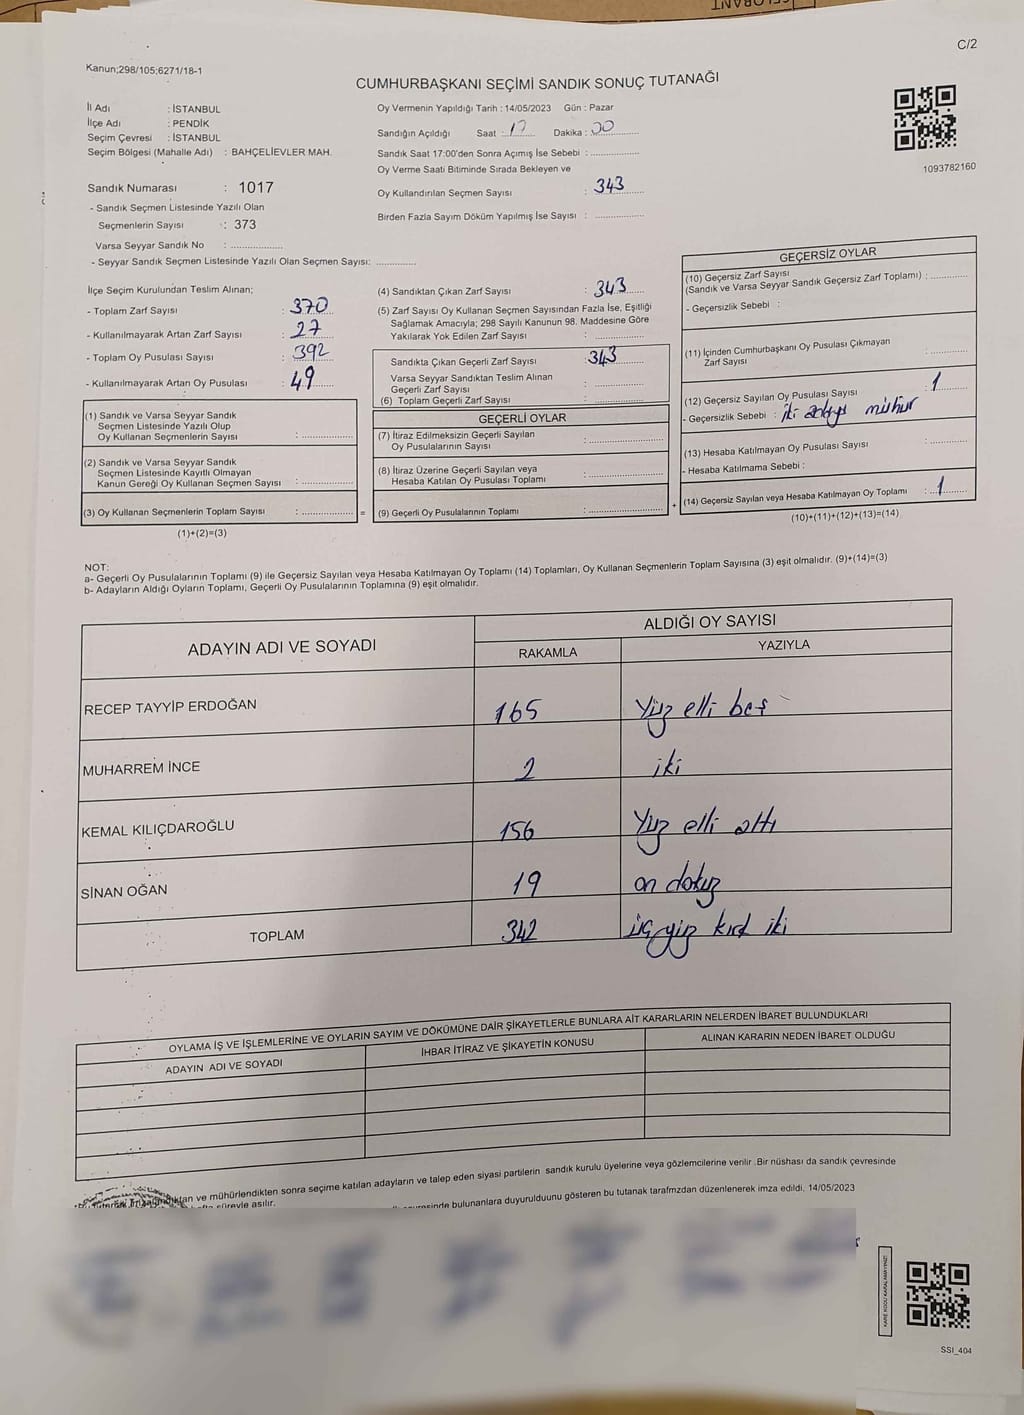 C/2
Kanun;298/105;6271/18-1
CUMHURBAŞKANI SEÇİMİ SANDIK SONUÇ TUTANAĞI
İl Adı : İSTANBUL
İlçe Adı : PENDİK
Seçim Çevresi : İSTANBUL
Seçim Bölgesi (Mahalle Adı) : BAHÇELİEVLER MAH.
Sandık Numarası : 1017
- Sandık Seçmen Listesinde Yazılı Olan
Seçmenlerin Sayısı : 373
Varsa Seyyar Sandık No : ................
- Seyyar Sandık Seçmen Listesinde Yazılı Olan Seçmen Sayısı: ............
Oy Vermenin Yapıldığı Tarih : 14/05/2023 Gün : Pazar
Sandığın Açıldığı Saat : 17 Dakika : 00
Sandık Saat 17:00'den Sonra Açımış İse Sebebi : ................
Oy Verme Saati Bitiminde Sırada Bekleyen ve
Oy Kullandırılan Seçmen Sayısı : 343
Birden Fazla Sayım Döküm Yapılmış İse Sayısı : ................
1093782160
İlçe Seçim Kurulundan Teslim Alınan;
- Toplam Zarf Sayısı : 370
- Kullanılmayarak Artan Zarf Sayısı : 27
- Toplam Oy Pusulası Sayısı : 392
- Kullanılmayarak Artan Oy Pusulası : 49
(1) Sandık ve Varsa Seyyar Sandık
Seçmen Listesinde Yazılı Olup
Oy Kullanan Seçmenlerin Sayısı : ................
(2) Sandık ve Varsa Seyyar Sandık
Seçmen Listesinde Kayıtlı Olmayan
Kanun Gereği Oy Kullanan Seçmen Sayısı : ................
(3) Oy Kullanan Seçmenlerin Toplam Sayısı : ................ =
(1)+(2)=(3)
(4) Sandıktan Çıkan Zarf Sayısı : 343
(5) Zarf Sayısı Oy Kullanan Seçmen Sayısından Fazla İse, Eşitliği
Sağlamak Amacıyla; 298 Sayılı Kanunun 98. Maddesine Göre
Yakılarak Yok Edilen Zarf Sayısı : ................
Sandıkta Çıkan Geçerli Zarf Sayısı : 343
Varsa Seyyar Sandıktan Teslim Alınan
Geçerli Zarf Sayısı : ................
(6) Toplam Geçerli Zarf Sayısı : ................
GEÇERLİ OYLAR
(7) İtiraz Edilmeksizin Geçerli Sayılan
Oy Pusulalarının Sayısı : ................
(8) İtiraz Üzerine Geçerli Sayılan veya
Hesaba Katılan Oy Pusulası Toplamı : ................
(9) Geçerli Oy Pusulalarının Toplamı : ................ +
GEÇERSİZ OYLAR
(10) Geçersiz Zarf Sayısı
(Sandık ve Varsa Seyyar Sandık Geçersiz Zarf Toplamı) : ............
- Geçersizlik Sebebi :
(11) İçinden Cumhurbaşkanı Oy Pusulası Çıkmayan
Zarf Sayısı : ............
(12) Geçersiz Sayılan Oy Pusulası Sayısı : 1
- Geçersizlik Sebebi : iki adaya mühür
(13) Hesaba Katılmayan Oy Pusulası Sayısı : ............
- Hesaba Katılmama Sebebi :
(14) Geçersiz Sayılan veya Hesaba Katılmayan Oy Toplamı : 1
(10)+(11)+(12)+(13)=(14)
NOT:
a- Geçerli Oy Pusulalarının Toplamı (9) ile Geçersiz Sayılan veya Hesaba Katılmayan Oy Toplamı (14) Toplamları, Oy Kullanan Seçmenlerin Toplam Sayısına (3) eşit olmalıdır. (9)+(14)=(3)
b- Adayların Aldığı Oyların Toplamı, Geçerli Oy Pusulalarının Toplamına (9) eşit olmalıdır.
ADAYIN ADI VE SOYADI
ALDIĞI OY SAYISI
RAKAMLA YAZIYLA
RECEP TAYYİP ERDOĞAN 165 Yüz elli beş
MUHARREM İNCE 2 iki
KEMAL KILIÇDAROĞLU 156 Yüz elli altı
SİNAN OĞAN 19 on dokuz
TOPLAM 342 üçyüz kırk iki
OYLAMA İŞ VE İŞLEMLERİNE VE OYLARIN SAYIM VE DÖKÜMÜNE DAİR ŞİKAYETLERLE BUNLARA AİT KARARLARIN NELERDEN İBARET BULUNDUKLARI
ADAYIN ADI VE SOYADI İHBAR İTİRAZ VE ŞİKAYETİN KONUSU ALINAN KARARIN NEDEN İBARET OLDUĞU
ve mühürlendikten sonra seçime katılan adayların ve talep eden siyasi partilerin sandık kurulu üyelerine veya gözlemcilerine verilir .Bir nüshası da sandık çevresinde
süreyle asılır.
bulunanlara duyurulduunu gösteren bu tutanak tarafmzdan düzenlenerek imza edildi. 14/05/2023
KARE KODU KARALAMAYINIZ!
SSI_404